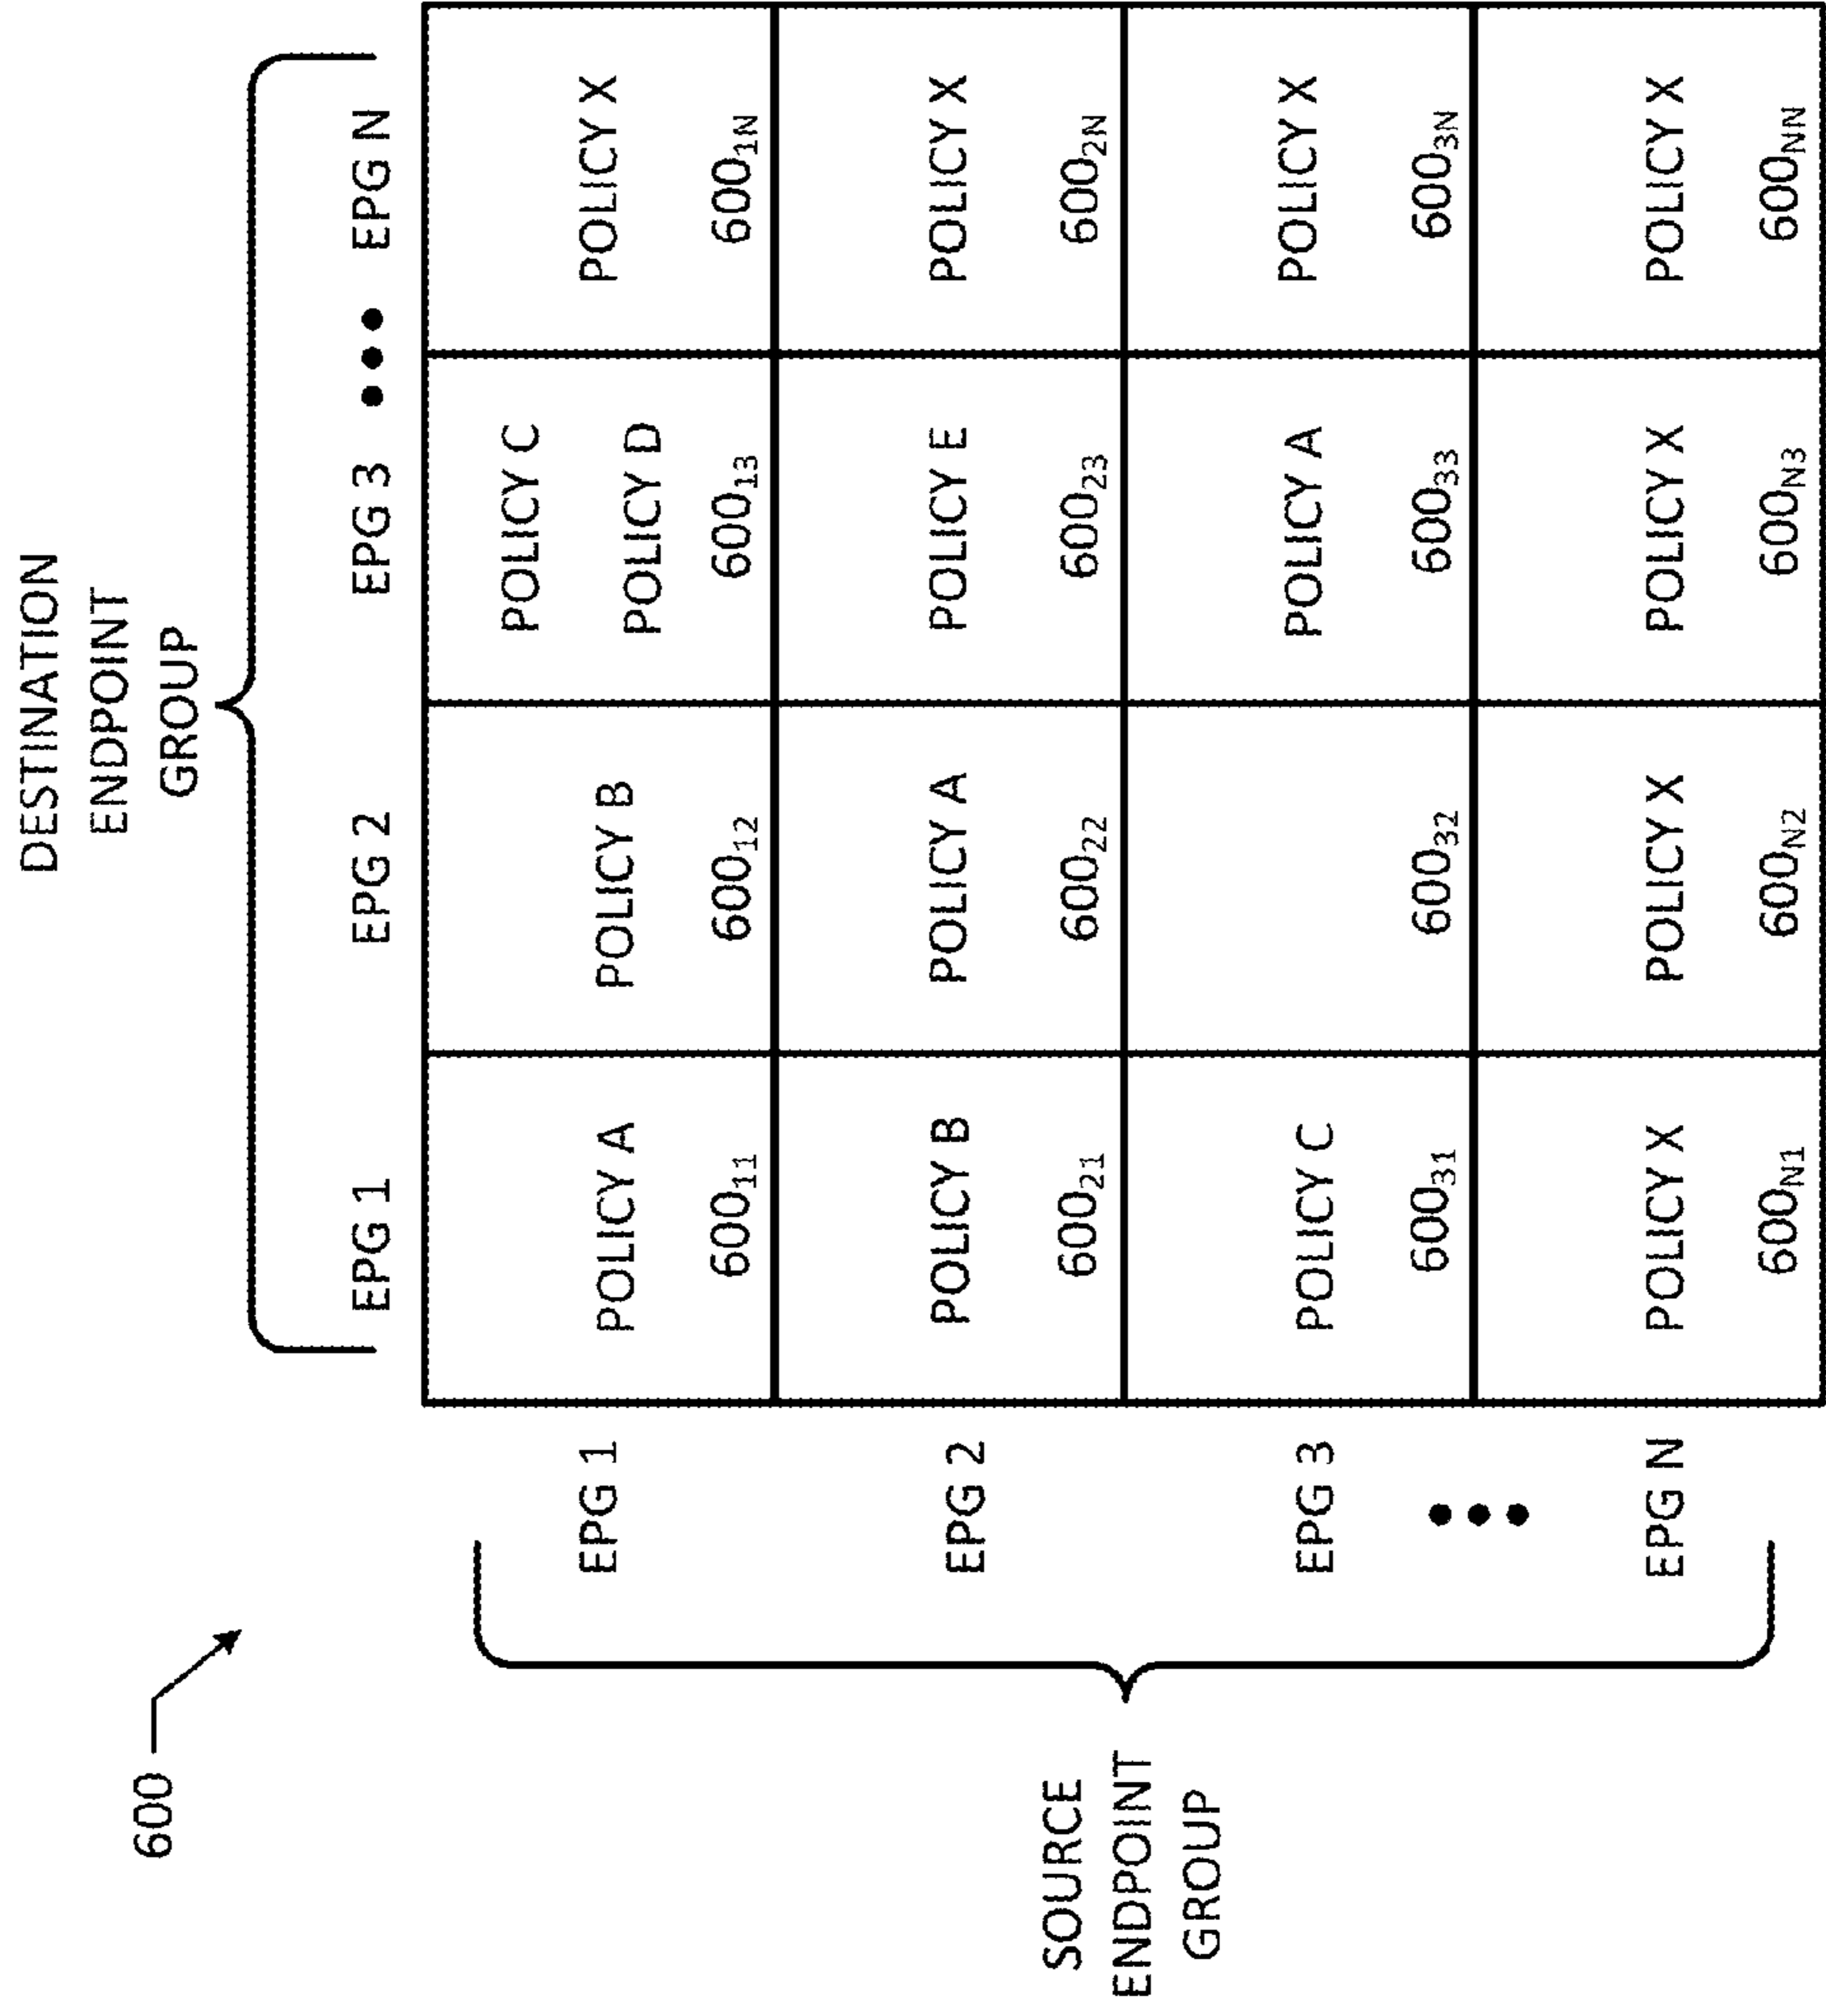 600
DESTINATION
ENDPOINT
GROUP
EPG 1 EPG 2 EPG 3 ••• EPG N
SOURCE
ENDPOINT
GROUP
EPG 1
POLICY A
600₁₁
POLICY B
600₁₂
POLICY C
POLICY D
600₁₃
POLICY X
600₁N
EPG 2
POLICY B
600₂₁
POLICY A
600₂₂
POLICY E
600₂₃
POLICY X
600₂N
EPG 3
POLICY C
600₃₁
600₃₂
POLICY A
600₃₃
POLICY X
600₃N
•••
EPG N
POLICY X
600N₁
POLICY X
600N₂
POLICY X
600N₃
POLICY X
600NN